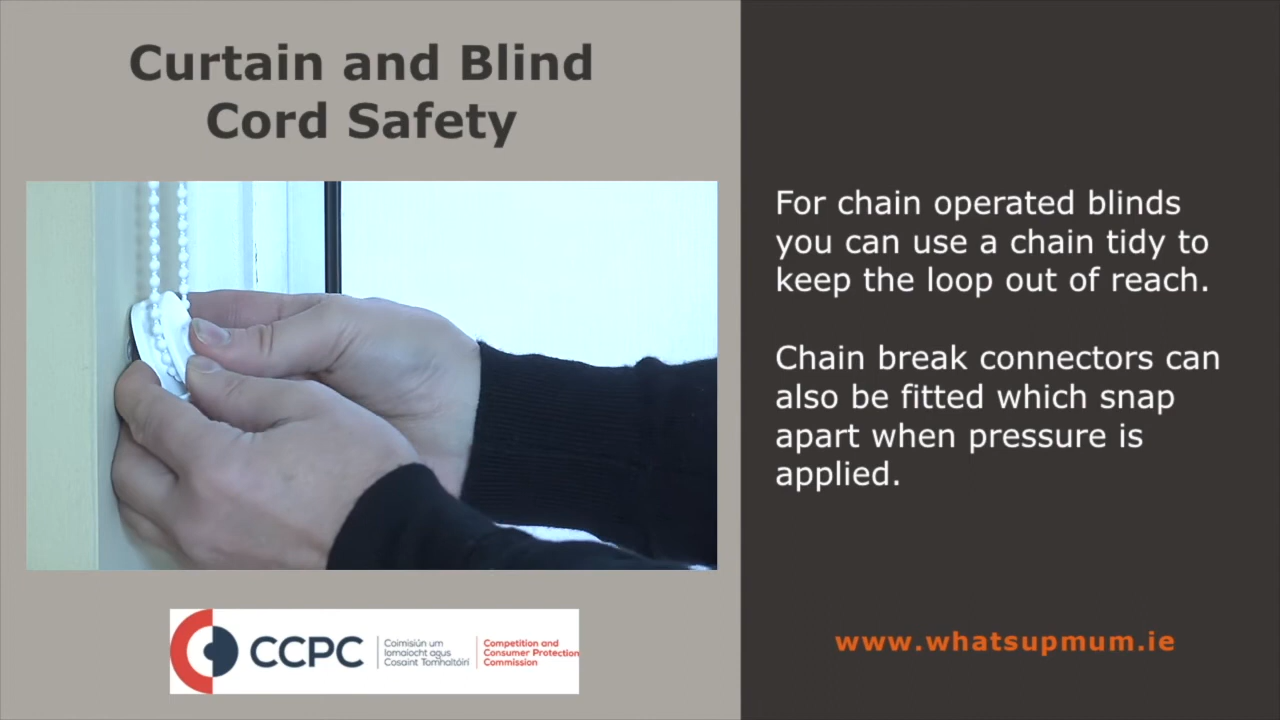 Curtain and Blind
Cord Safety
For chain operated blinds
you can use a chain tidy to
keep the loop out of reach.
Chain break connectors can
also be fitted which snap
apart when pressure is
applied.
CCPC
Coimisiún um
Iomaíocht agus
Cosaint Tomhaltóirí
Competition and
Consumer Protection
Commission
www.whatsupmum.ie